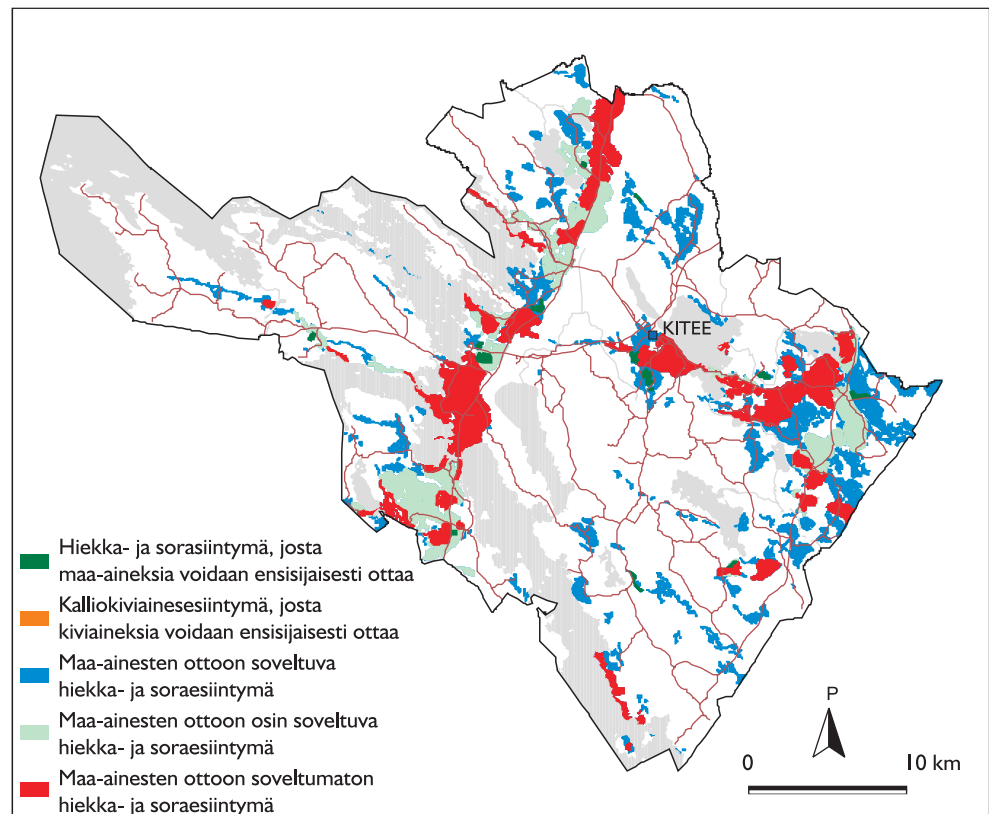 KITEE
Hiekka- ja sorasiintymä, josta
maa-aineksia voidaan ensisijaisesti ottaa
Kalliokiviainesesiintymä, josta
kiviaineksia voidaan ensisijaisesti ottaa
Maa-ainesten ottoon soveltuva
hiekka- ja soraesiintymä
Maa-ainesten ottoon osin soveltuva
hiekka- ja soraesiintymä
Maa-ainesten ottoon soveltumaton
hiekka- ja soraesiintymä
P
0 10 km